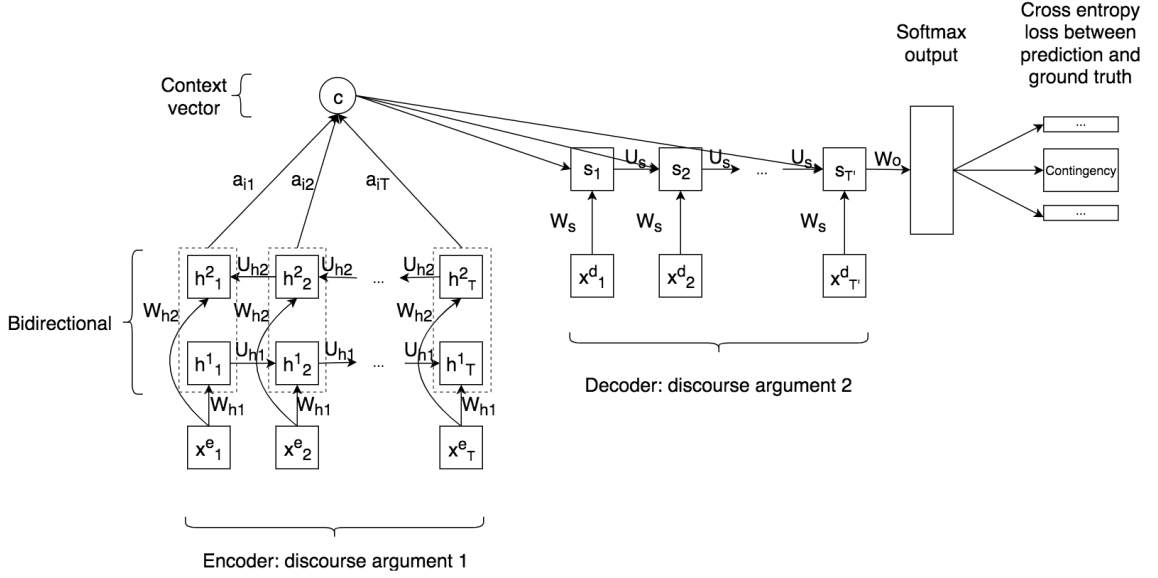 Cross entropy
loss between
prediction and
ground truth
Softmax
output
Context
vector
c
...
Contingency
...
a_i1
a_i2
a_iT
s_1
U_s
s_2
U_s
...
U_s
s_T'
W_o
W_s
W_s
W_s
x^d_1
x^d_2
x^d_T'
Decoder: discourse argument 2
Bidirectional
h^2_1
U_h2
h^2_2
U_h2
...
U_h2
h^2_T
W_h2
W_h2
W_h2
h^1_1
U_h1
h^1_2
U_h1
...
U_h1
h^1_T
W_h1
W_h1
W_h1
x^e_1
x^e_2
x^e_T
Encoder: discourse argument 1